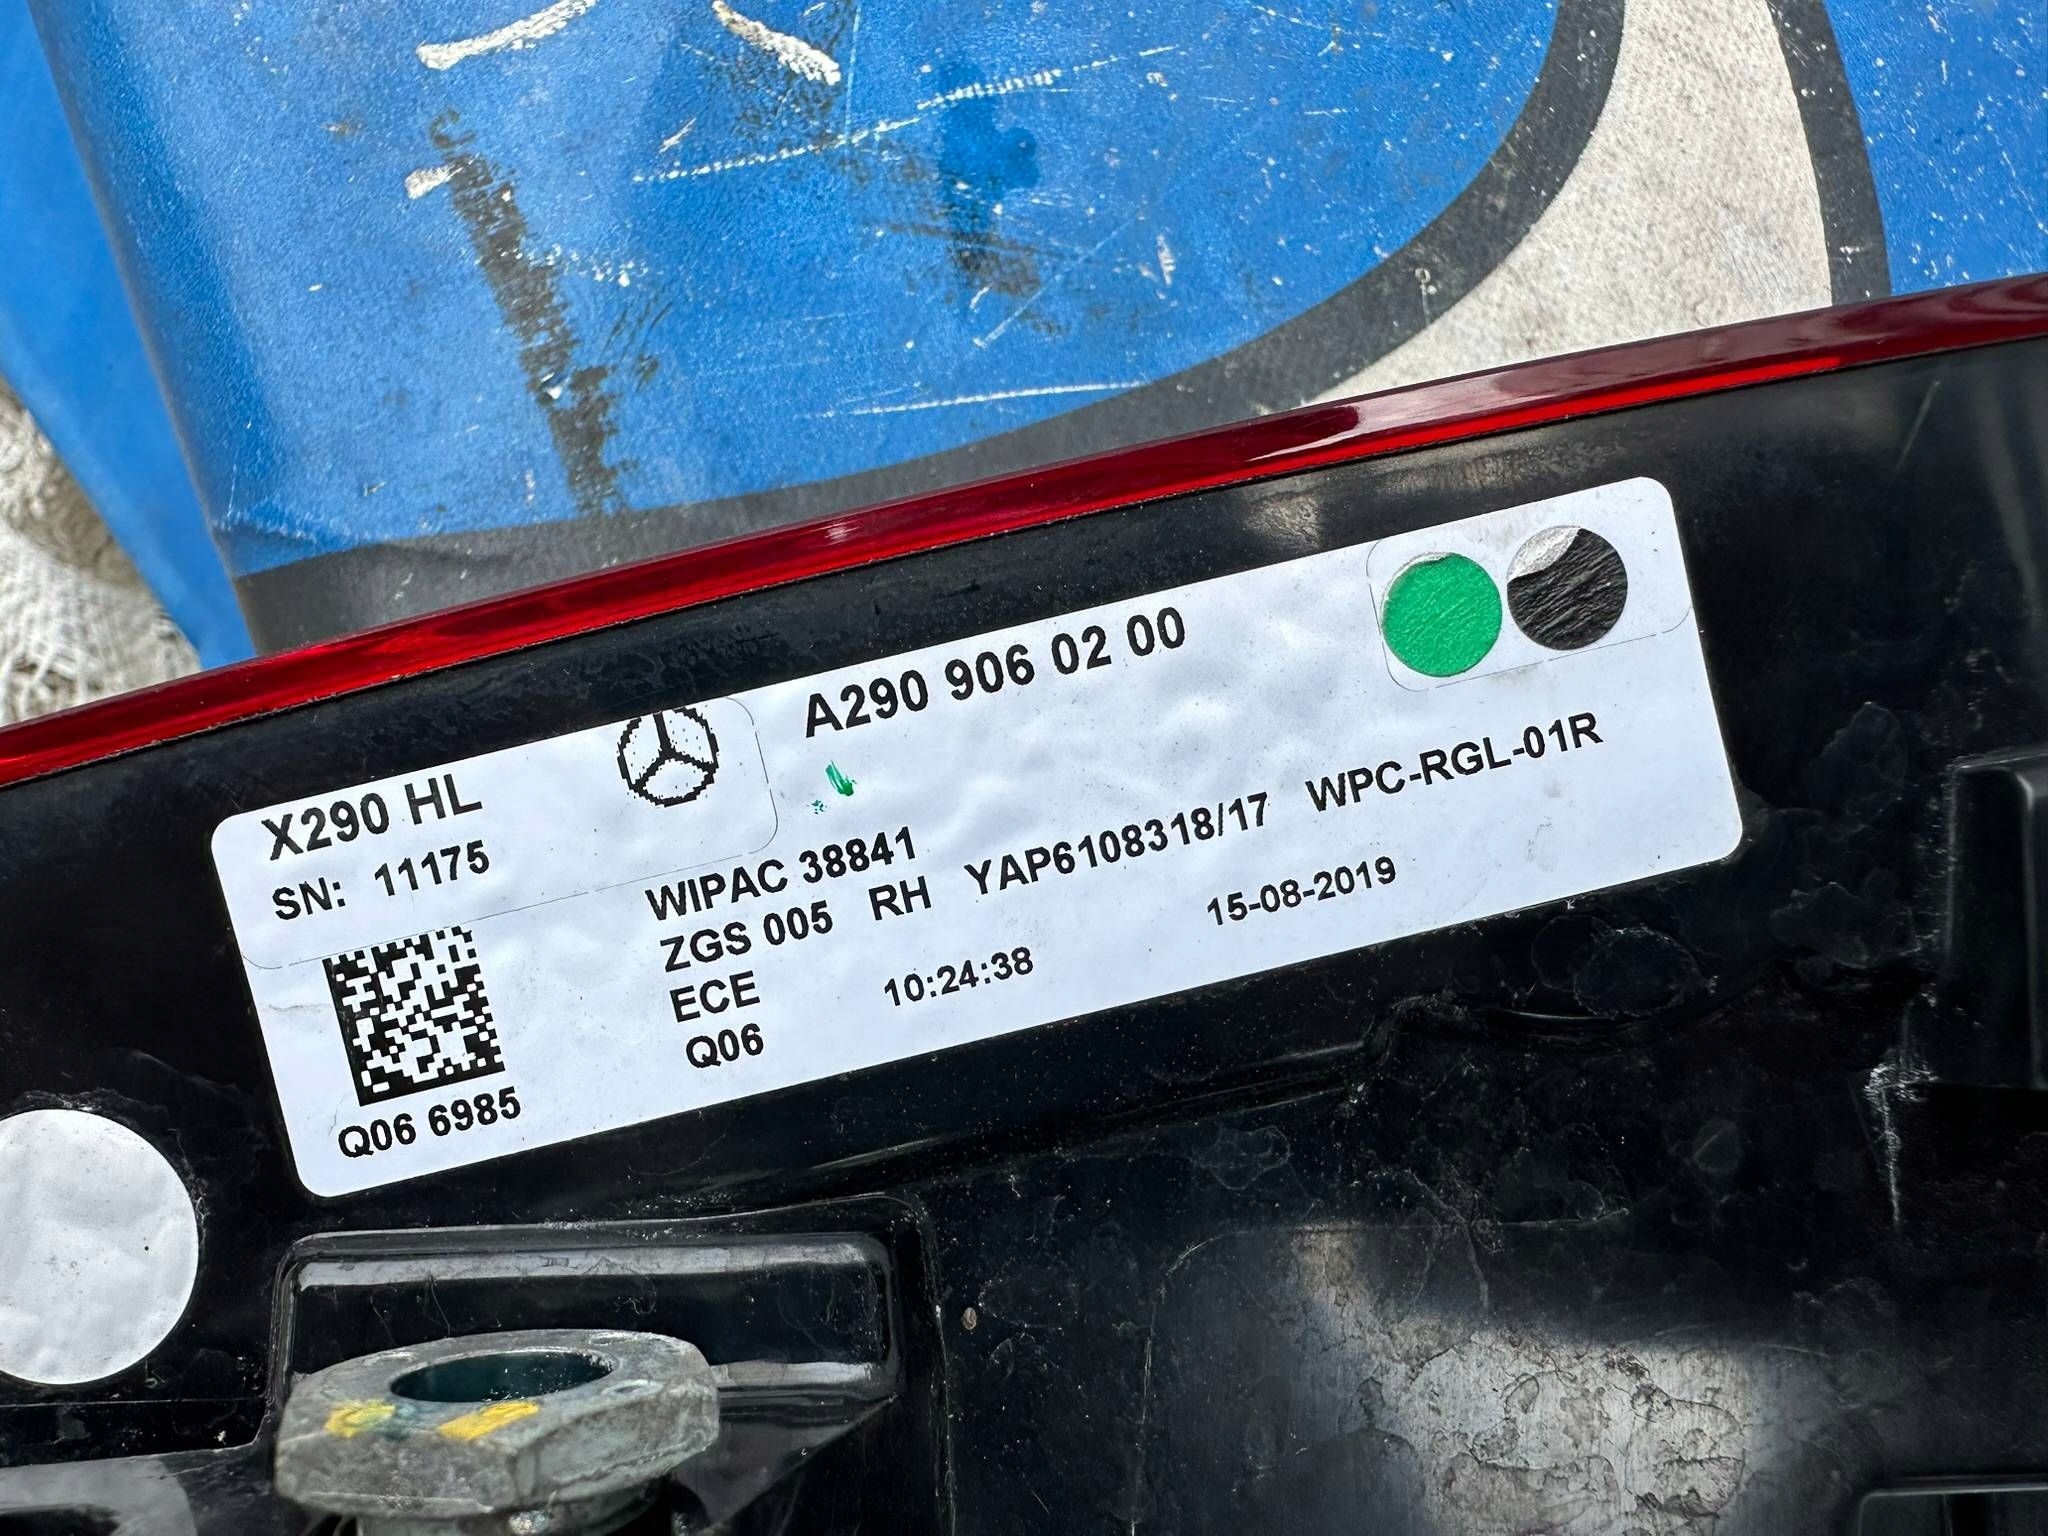 X290 HL
A290 906 02 00
SN: 11175
WIPAC 38841
ZGS 005 RH YAP6108318/17 WPC-RGL-01R
ECE 10:24:38 15-08-2019
Q06
Q06 6985